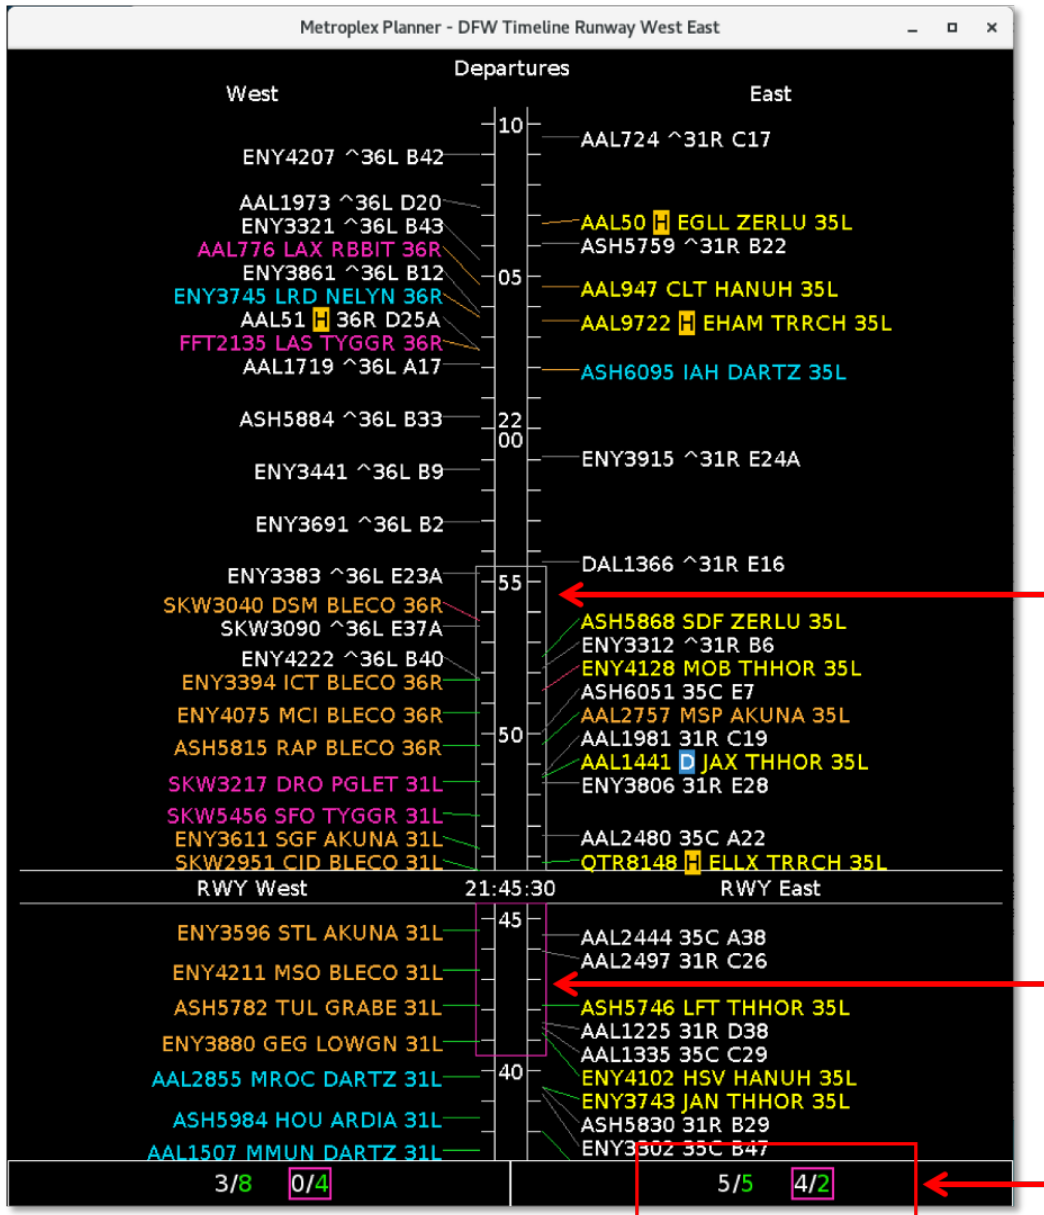 Metroplex Planner - DFW Timeline Runway West East
Departures
West
East
10
AAL724 ^31R C17
ENY4207 ^36L B42
AAL1973 ^36L D20
ENY3321 ^36L B43
AAL50 H EGLL ZERLU 35L
AAL776 LAX RBBIT 36R
ASH5759 ^31R B22
ENY3861 ^36L B12
05
ENY3745 LRD NELYN 36R
AAL947 CLT HANUH 35L
AAL51 H 36R D25A
AAL9722 H EHAM TRRCH 35L
FFT2135 LAS TYGGR 36R
AAL1719 ^36L A17
ASH6095 IAH DARTZ 35L
ASH5884 ^36L B33
22
00
ENY3915 ^31R E24A
ENY3441 ^36L B9
ENY3691 ^36L B2
DAL1366 ^31R E16
ENY3383 ^36L E23A
55
SKW3040 DSM BLECO 36R
ASH5868 SDF ZERLU 35L
SKW3090 ^36L E37A
ENY3312 ^31R B6
ENY4222 ^36L B40
ENY4128 MOB THHOR 35L
ENY3394 ICT BLECO 36R
ASH6051 35C E7
ENY4075 MCI BLECO 36R
AAL2757 MSP AKUNA 35L
50
AAL1981 31R C19
ASH5815 RAP BLECO 36R
AAL1441 D JAX THHOR 35L
SKW3217 DRO PGLET 31L
ENY3806 31R E28
SKW5456 SFO TYGGR 31L
ENY3611 SGF AKUNA 31L
AAL2480 35C A22
SKW2951 CID BLECO 31L
QTR8148 H ELLX TRRCH 35L
RWY West
21:45:30
RWY East
45
ENY3596 STL AKUNA 31L
AAL2444 35C A38
AAL2497 31R C26
ENY4211 MSO BLECO 31L
ASH5782 TUL GRABE 31L
ASH5746 LFT THHOR 35L
AAL1225 31R D38
ENY3880 GEG LOWGN 31L
AAL1335 35C C29
40
AAL2855 MROC DARTZ 31L
ENY4102 HSV HANUH 35L
ENY3743 JAN THHOR 35L
ASH5984 HOU ARDIA 31L
ASH5830 31R B29
AAL1507 MMUN DARTZ 31L
ENY3302 35C B47
3/8 0/4
5/5 4/2